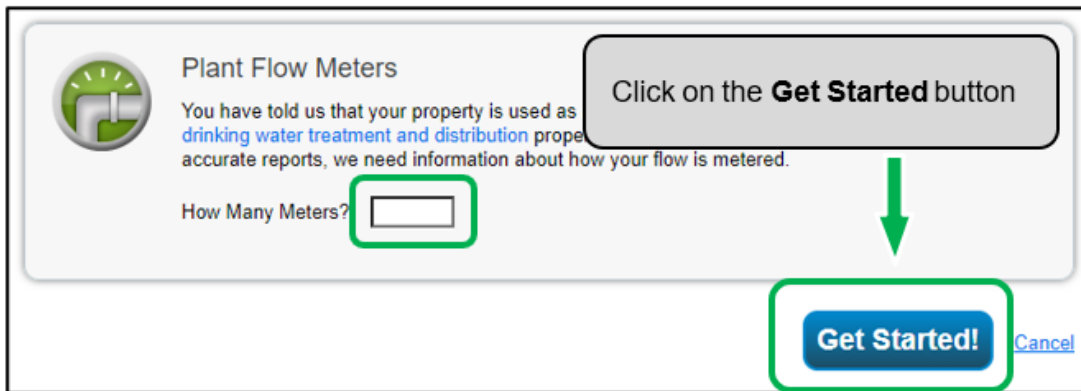 Plant Flow Meters
Click on the Get Started button
You have told us that your property is used as
drinking water treatment and distribution
accurate reports, we need information about how your flow is metered.
How Many Meters?
Get Started!
Cancel